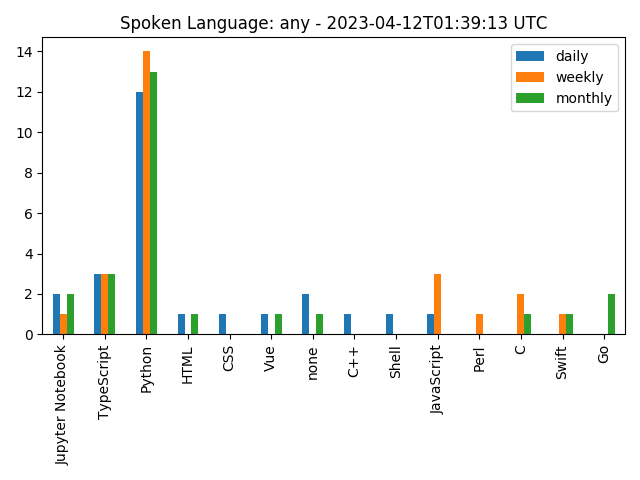 Spoken Language: any - 2023-04-12T01:39:13 UTC
daily
weekly
monthly
14
12
10
8
6
4
2
0
Jupyter Notebook
TypeScript
Python
HTML
CSS
Vue
none
C++
Shell
JavaScript
Perl
C
Swift
Go